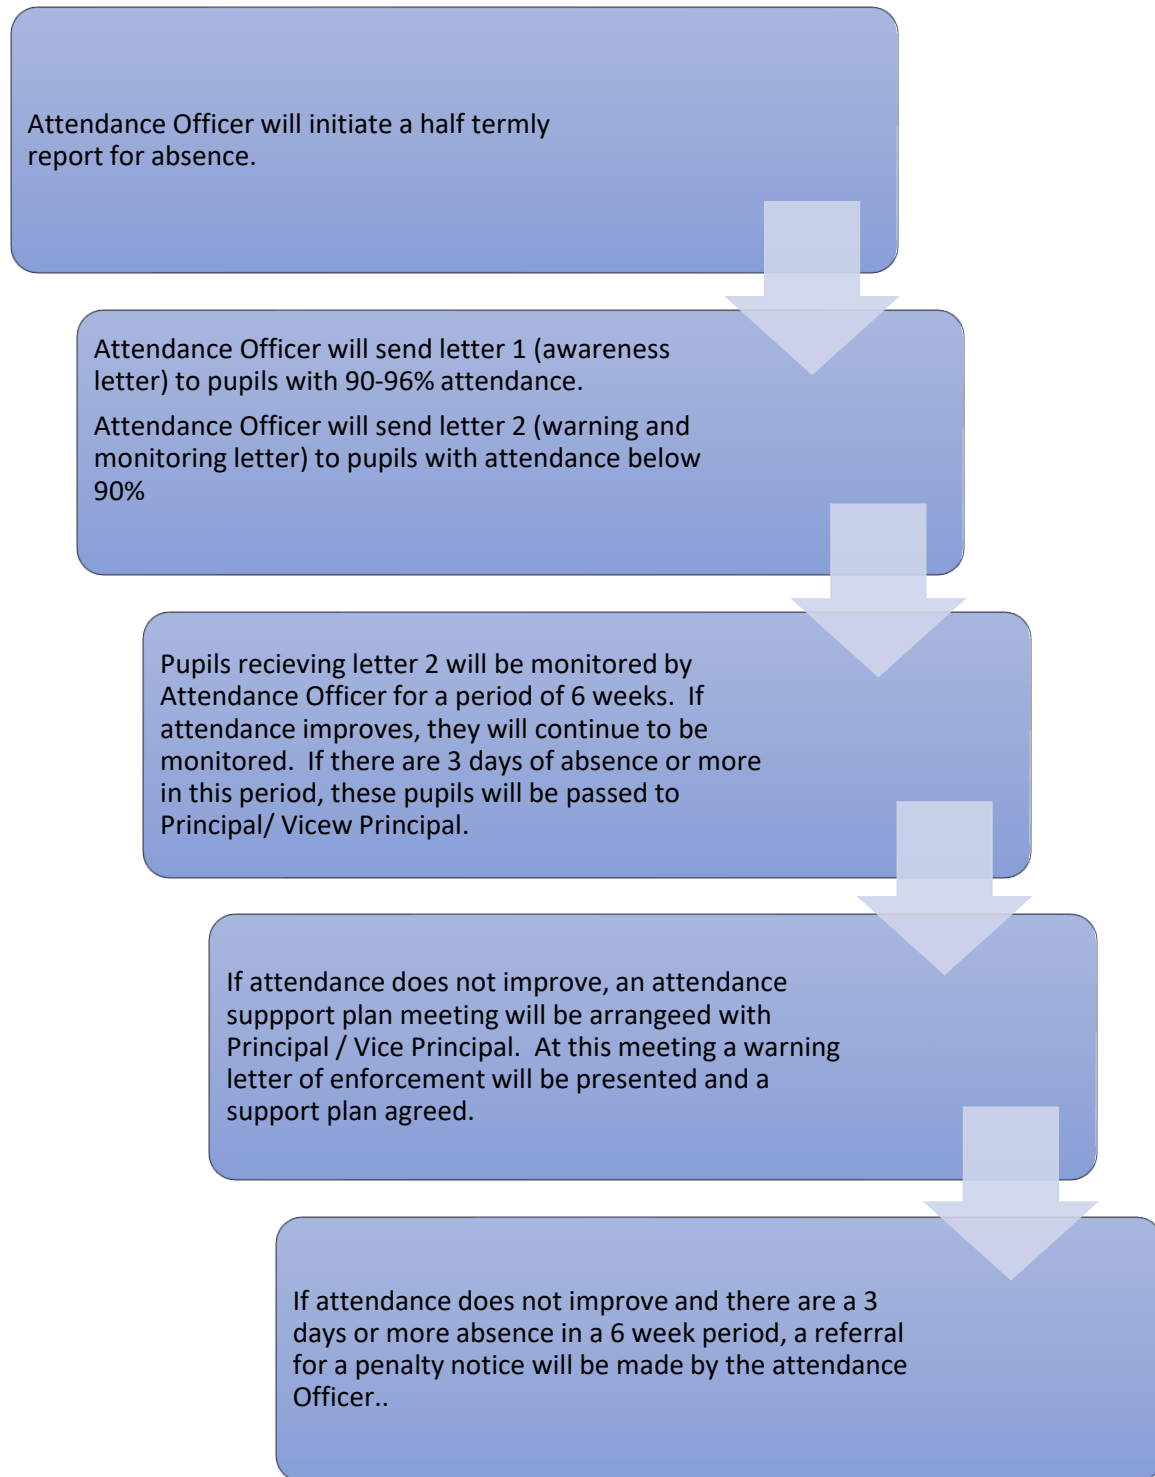 Attendance Officer will initiate a half termly
report for absence.
Attendance Officer will send letter 1 (awareness
letter) to pupils with 90-96% attendance.
Attendance Officer will send letter 2 (warning and
monitoring letter) to pupils with attendance below
90%
Pupils recieving letter 2 will be monitored by
Attendance Officer for a period of 6 weeks.  If
attendance improves, they will continue to be
monitored.  If there are 3 days of absence or more
in this period, these pupils will be passed to
Principal/ Vicew Principal.
If attendance does not improve, an attendance
suppport plan meeting will be arrangeed with
Principal / Vice Principal.  At this meeting a warning
letter of enforcement will be presented and a
support plan agreed.
If attendance does not improve and there are a 3
days or more absence in a 6 week period, a referral
for a penalty notice will be made by the attendance
Officer..